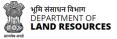 भूमि संसाधन विभाग
DEPARTMENT OF
LAND RESOURCES